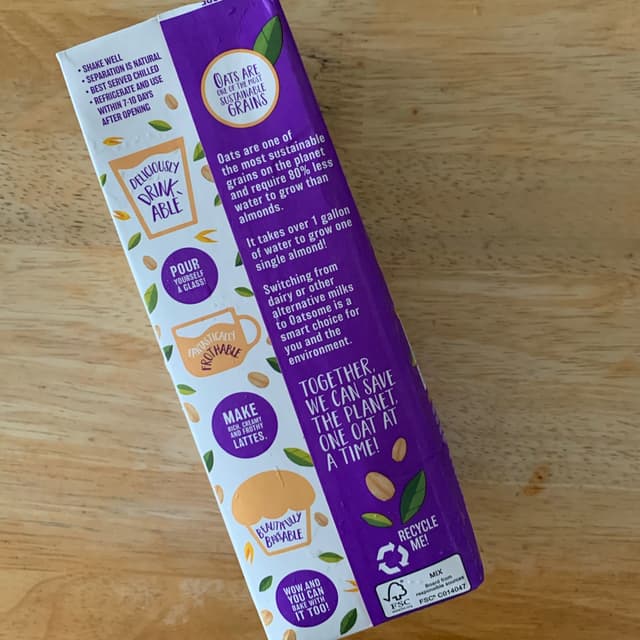 • SHAKE WELL
• SEPARATION IS NATURAL
• BEST SERVED CHILLED
• REFRIGERATE AND USE
WITHIN 7-10 DAYS
AFTER OPENING
DELICIOUSLY
DRINK-
ABLE
POUR
YOURSELF
A GLASS!
FANTASTICALLY
FROTHABLE
MAKE
RICH, CREAMY
AND FROTHY
LATTES.
BEAUTIFULLY
BAKEABLE
WOW, AND
YOU CAN
BAKE WITH
IT TOO!
OATS ARE
ONE OF THE MOST
SUSTAINABLE
GRAINS
Oats are one of
the most sustainable
grains on the planet
and require 80% less
water to grow than
almonds.
It takes over 1 gallon
of water to grow one
single almond!
Switching from
dairy or other
alternative milks
to Oatsome is a
smart choice for
you and the
environment.
TOGETHER,
WE CAN SAVE
THE PLANET,
ONE OAT AT
A TIME!
RECYCLE
ME!
FSC
MIX
Board from
responsible sources
FSC® C014047